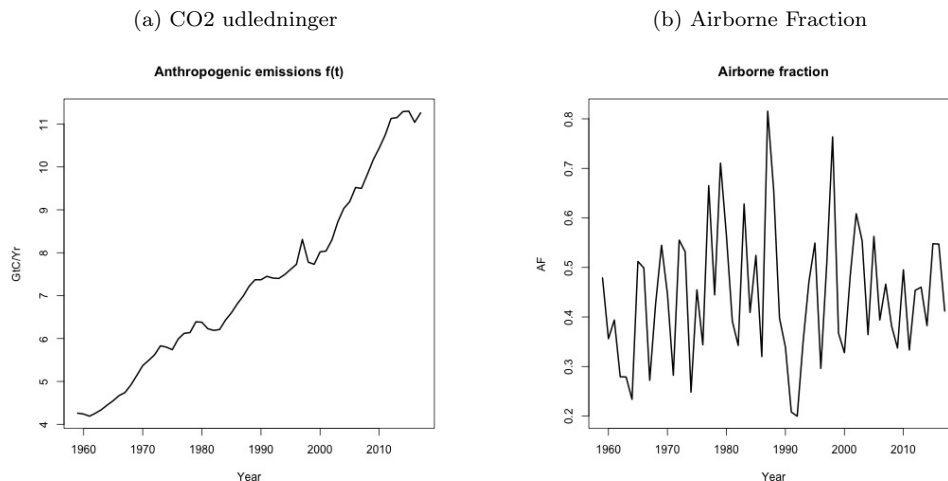 (a) CO2 udledninger
Anthropogenic emissions f(t)
GtC/Yr
11
10
9
8
7
6
5
4
1960 1970 1980 1990 2000 2010
Year
(b) Airborne Fraction
Airborne fraction
AF
0.8
0.7
0.6
0.5
0.4
0.3
0.2
1960 1970 1980 1990 2000 2010
Year